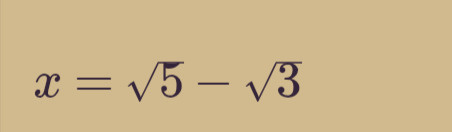 x = √5 − √3